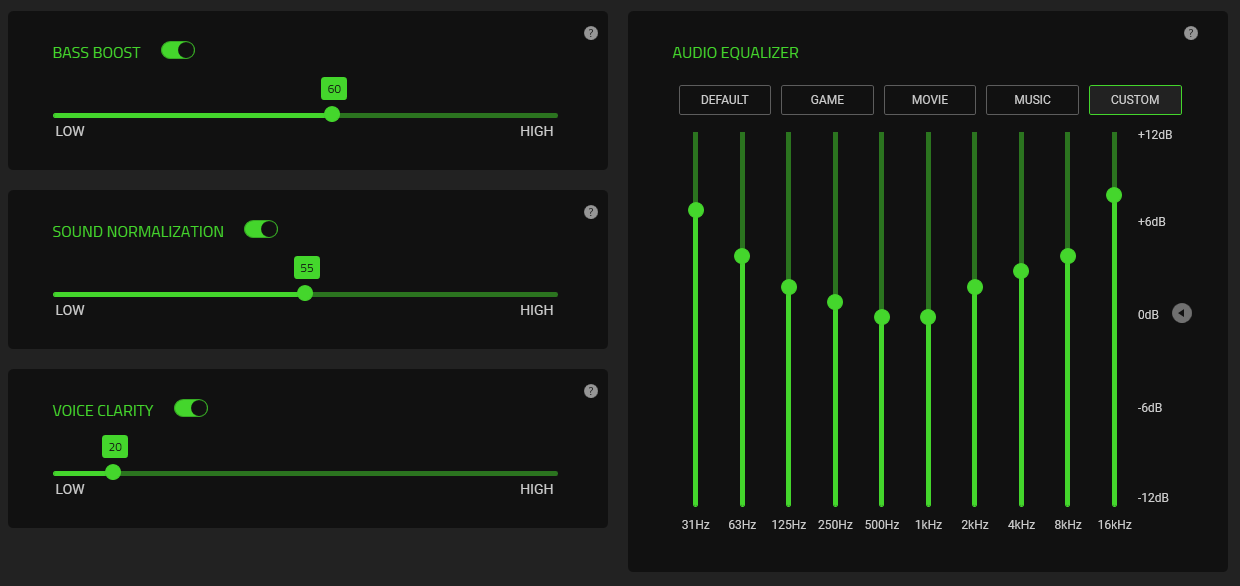 BASS BOOST
?
60
LOW HIGH
SOUND NORMALIZATION
?
55
LOW HIGH
VOICE CLARITY
?
20
LOW HIGH
AUDIO EQUALIZER
?
DEFAULT GAME MOVIE MUSIC CUSTOM
+12dB
+6dB
0dB
-6dB
-12dB
31Hz 63Hz 125Hz 250Hz 500Hz 1kHz 2kHz 4kHz 8kHz 16kHz